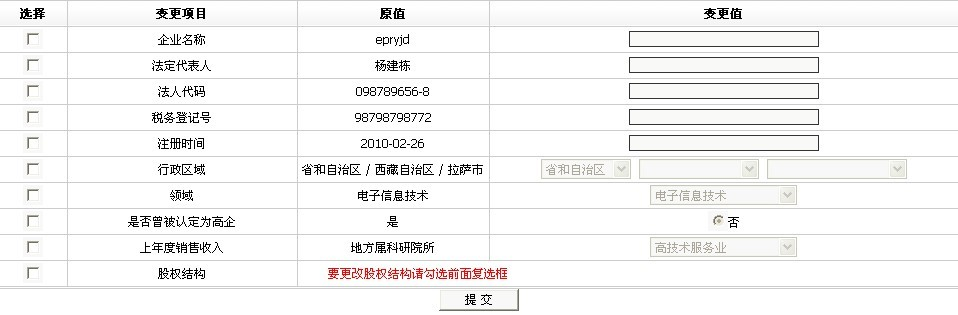 选择 变更项目 原值 变更值
企业名称 epryjd
法定代表人 杨建栋
法人代码 098789656-8
税务登记号 98798798772
注册时间 2010-02-26
行政区域 省和自治区 / 西藏自治区 / 拉萨市 省和自治区
领域 电子信息技术 电子信息技术
是否曾被认定为高企 是 否
上年度销售收入 地方属科研院所 高技术服务业
股权结构 要更改股权结构请勾选前面复选框
提 交